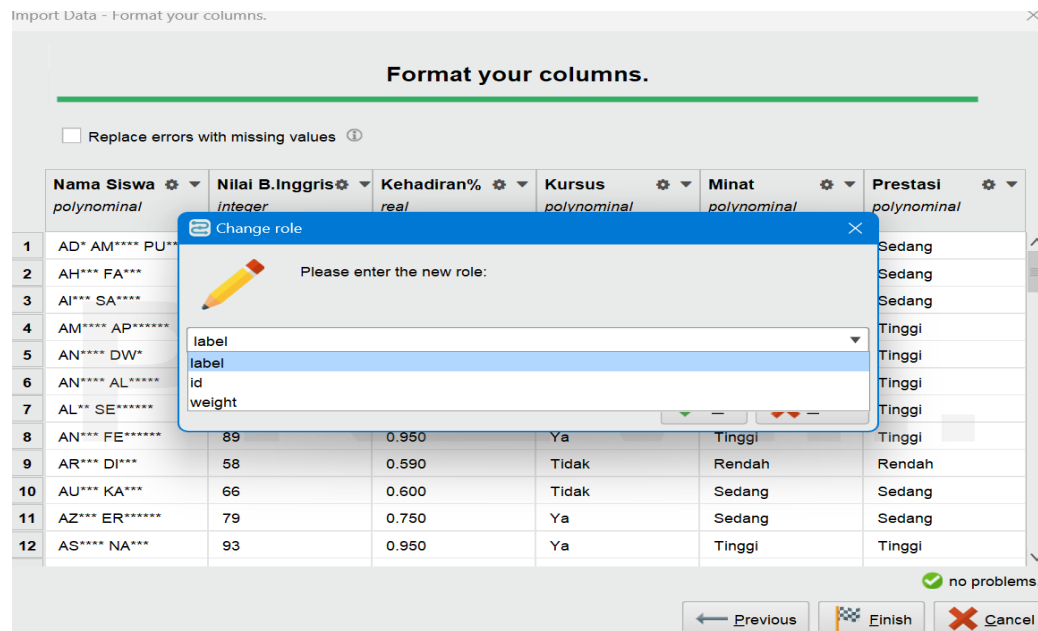 Import Data - Format your columns.
Format your columns.
Replace errors with missing values
Nama Siswa Nilai B.Inggris Kehadiran% Kursus Minat Prestasi
polynominal integer real polynominal polynominal polynominal
Change role
Please enter the new role:
label
label
id
weight
1 AD* AM**** PU** Sedang
2 AH*** FA*** Sedang
3 AI*** SA**** Sedang
4 AM**** AP****** Tinggi
5 AN**** DW* Tinggi
6 AN**** AL***** Tinggi
7 AL** SE****** Tinggi
8 AN*** FE****** 89 0.950 Ya Tinggi Tinggi
9 AR*** DI*** 58 0.590 Tidak Rendah Rendah
10 AU*** KA*** 66 0.600 Tidak Sedang Sedang
11 AZ*** ER****** 79 0.750 Ya Sedang Sedang
12 AS**** NA*** 93 0.950 Ya Tinggi Tinggi
no problems.
Previous Finish Cancel